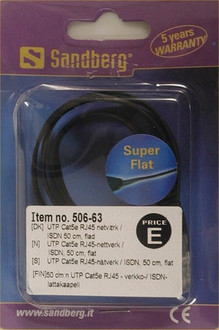 Sandberg
5 years
WARRANTY
Super
Flat
Item no. 506-63
[DK] UTP Cat5e RJ45 netværk /
ISDN 50 cm, flad
[N] UTP Cat5e RJ45-nettverk /
ISDN, 50 cm, flat
[S] UTP Cat5e RJ45-nätverk / ISDN, 50 cm, flat
[FIN] 50 cm:n UTP Cat5e RJ45 - verkko-/ ISDN-
lattakaapeli
PRICE
E
www.sandberg.it
CE